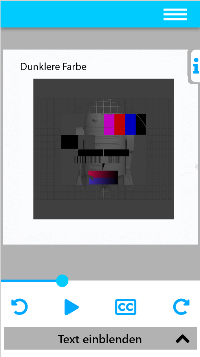 Dunklere Farbe
i
CC
Text einblenden